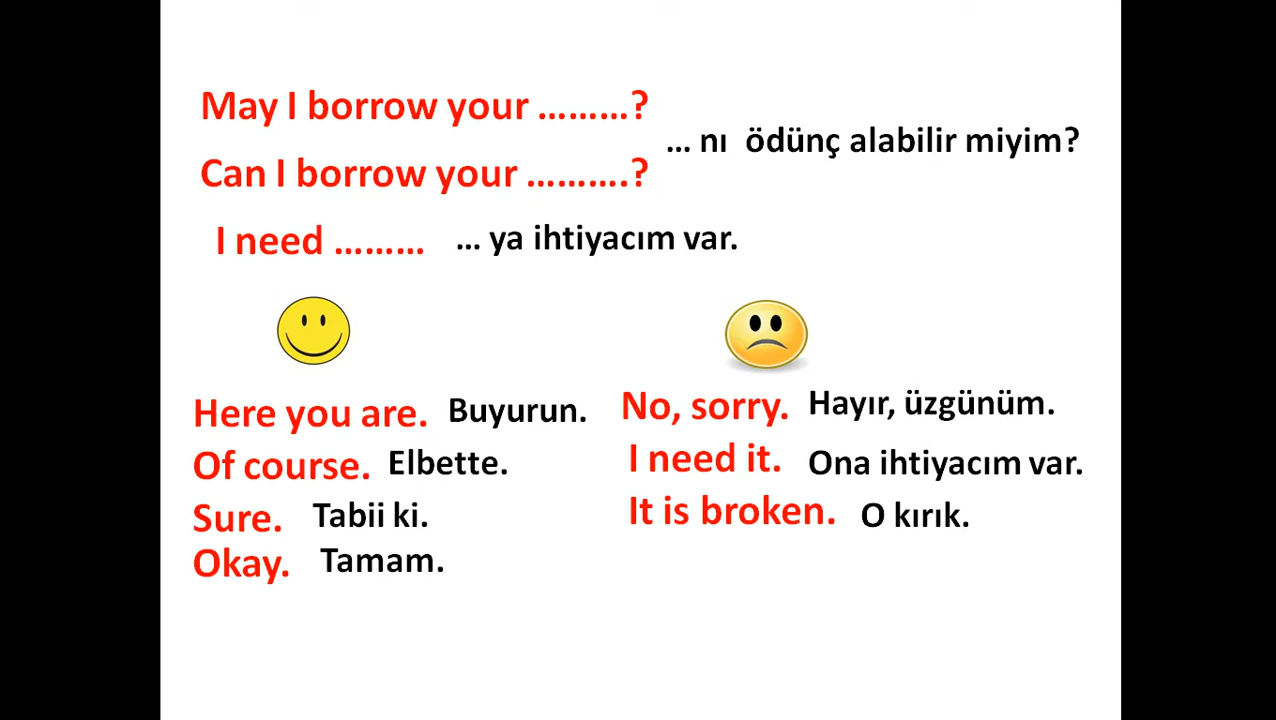 May I borrow your ………?
… nı ödünç alabilir miyim?
Can I borrow your ……….?
I need ……… … ya ihtiyacım var.
Here you are. Buyurun.
Of course. Elbette.
Sure. Tabii ki.
Okay. Tamam.
No, sorry. Hayır, üzgünüm.
I need it. Ona ihtiyacım var.
It is broken. O kırık.